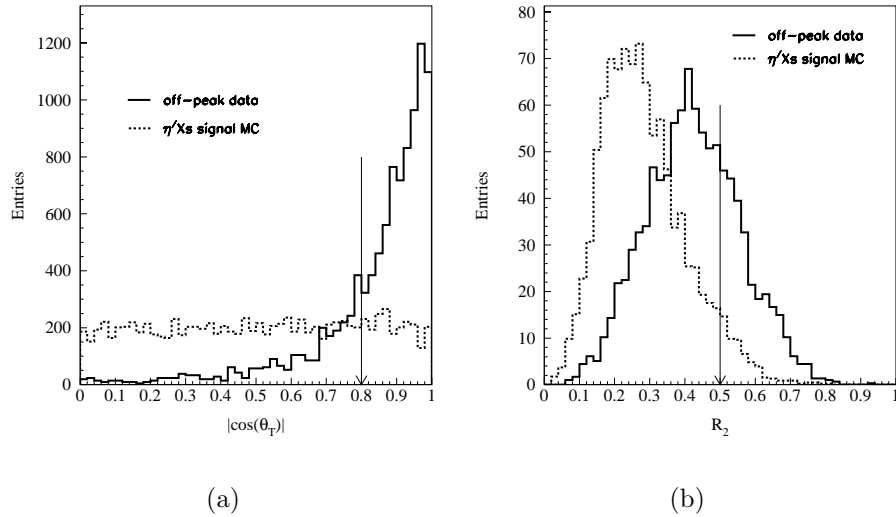 1200
1000
800
600
400
200
0
Entries
off-peak data
η′Xs signal MC
0 0.1 0.2 0.3 0.4 0.5 0.6 0.7 0.8 0.9 1
|cos(θ_T)|
(a)
80
70
60
50
40
30
20
10
0
Entries
off-peak data
η′Xs signal MC
0 0.1 0.2 0.3 0.4 0.5 0.6 0.7 0.8 0.9 1
R_2
(b)